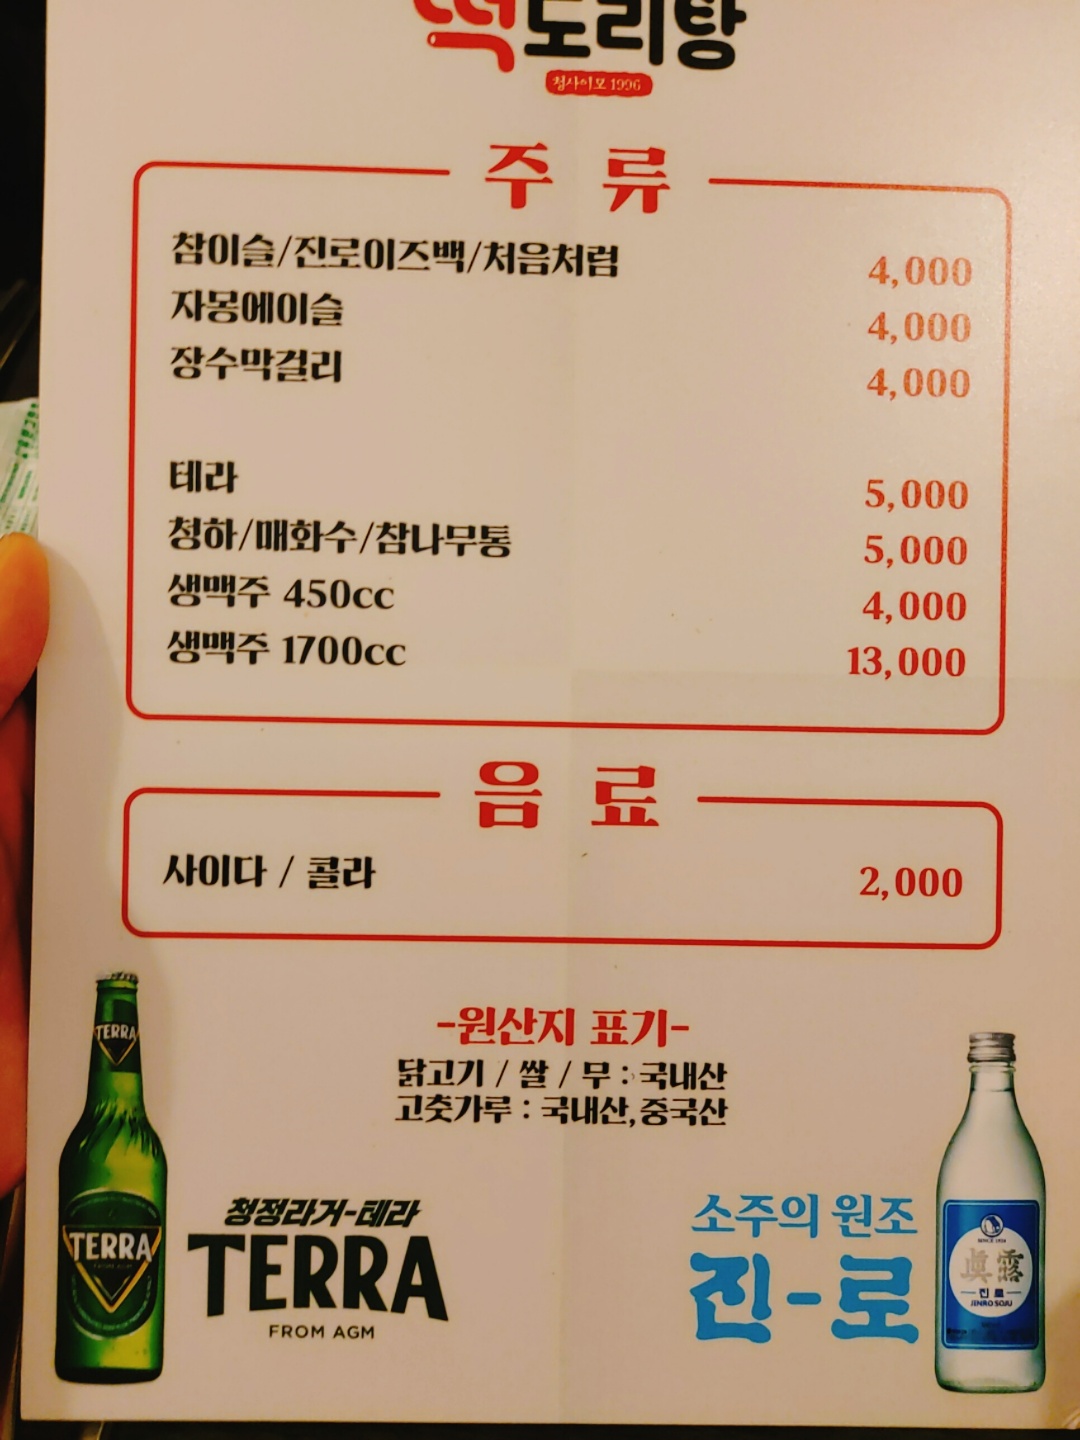 떡도리탕
청사이모 1996
주 류
참이슬/진로이즈백/처음처럼 4,000
자몽에이슬 4,000
장수막걸리 4,000
테라 5,000
청하/매화수/참나무통 5,000
생맥주 450cc 4,000
생맥주 1700cc 13,000
음 료
사이다 / 콜라 2,000
-원산지 표기-
닭고기 / 쌀 / 무 : 국내산
고춧가루 : 국내산,중국산
TERRA
TERRA
청정라거-테라
TERRA
FROM AGM
소주의 원조
진-로
SINCE 1924
眞露
진로
JINRO SOJU